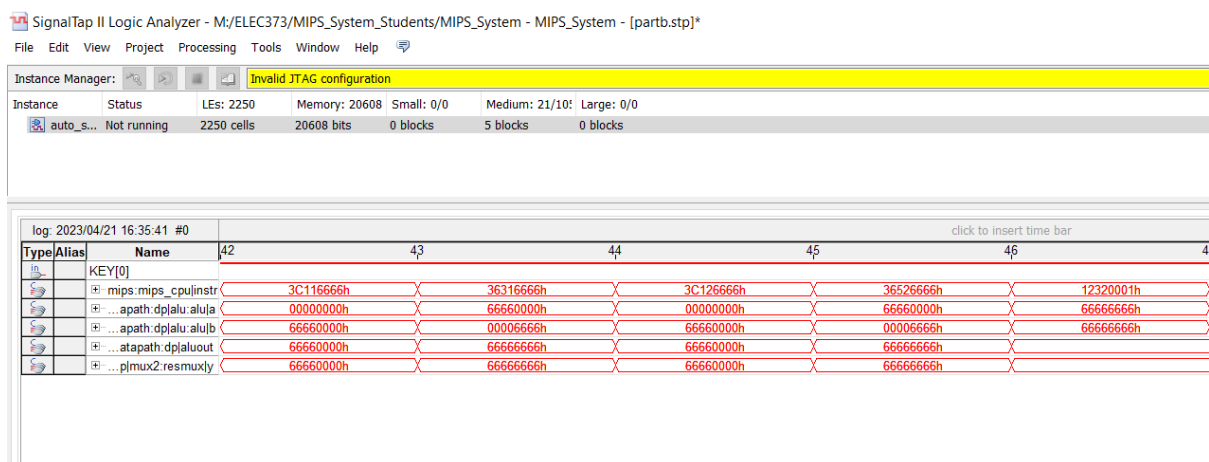 SignalTap II Logic Analyzer - M:/ELEC373/MIPS_System_Students/MIPS_System - MIPS_System - [partb.stp]*
File Edit View Project Processing Tools Window Help
Instance Manager: Invalid JTAG configuration
Instance Status LEs: 2250 Memory: 20608 Small: 0/0 Medium: 21/10 Large: 0/0
auto_s... Not running 2250 cells 20608 bits 0 blocks 5 blocks 0 blocks
log: 2023/04/21 16:35:41 #0 click to insert time bar
Type Alias Name 42 43 44 45 46 4
in KEY[0]
mips:mips_cpu|instr 3C116666h 36316666h 3C126666h 36526666h 12320001h
...apath:dp|alu:alu|a 00000000h 66660000h 00000000h 66660000h 66666666h
...apath:dp|alu:alu|b 66660000h 00006666h 66660000h 00006666h 66666666h
...atapath:dp|aluout 66660000h 66666666h 66660000h 66666666h
...p|mux2:resmux|y 66660000h 66666666h 66660000h 66666666h